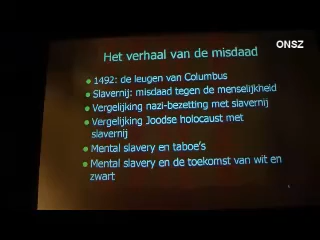 ONSZ
Het verhaal van de misdaad
1492: de leugen van Columbus
Slavernij: misdaad tegen de menselijkheid
Vergelijking nazi-bezetting met slavernij
Vergelijking Joodse holocaust met
slavernij
Mental slavery en taboe's
Mental slavery en de toekomst van wit en
zwart